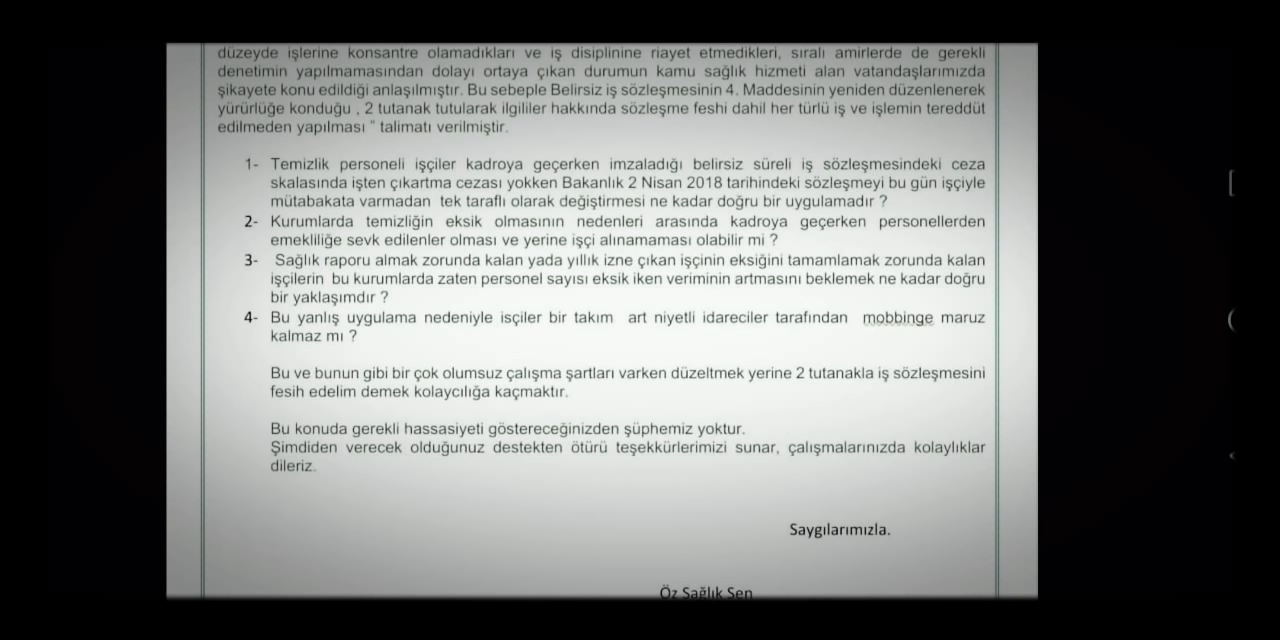 düzeyde işlerine konsantre olamadıkları ve iş disiplinine riayet etmedikleri, sıralı amirlerde de gerekli
denetimin yapılmamasından dolayı ortaya çıkan durumun kamu sağlık hizmeti alan vatandaşlarımızda
şikayete konu edildiği anlaşılmıştır. Bu sebeple Belirsiz iş sözleşmesinin 4. Maddesinin yeniden düzenlenerek
yürürlüğe konduğu , 2 tutanak tutularak ilgililer hakkında sözleşme feshi dahil her türlü iş ve işlemin tereddüt
edilmeden yapılması " talimatı verilmiştir.
1- Temizlik personeli işçiler kadroya geçerken imzaladığı belirsiz süreli iş sözleşmesindeki ceza
skalasında işten çıkartma cezası yokken Bakanlık 2 Nisan 2018 tarihindeki sözleşmeyi bu gün işçiyle
mütabakata varmadan tek taraflı olarak değiştirmesi ne kadar doğru bir uygulamadır ?
2- Kurumlarda temizliğin eksik olmasının nedenleri arasında kadroya geçerken personellerden
emekliliğe sevk edilenler olması ve yerine işçi alınamaması olabilir mi ?
3- Sağlık raporu almak zorunda kalan yada yıllık izne çıkan işçinin eksiğini tamamlamak zorunda kalan
işçilerin bu kurumlarda zaten personel sayısı eksik iken veriminin artmasını beklemek ne kadar doğru
bir yaklaşımdır ?
4- Bu yanlış uygulama nedeniyle isçiler bir takım art niyetli idareciler tarafından mobbinge maruz
kalmaz mı ?
Bu ve bunun gibi bir çok olumsuz çalışma şartları varken düzeltmek yerine 2 tutanakla iş sözleşmesini
fesih edelim demek kolaycılığa kaçmaktır.
Bu konuda gerekli hassasiyeti göstereceğinizden şüphemiz yoktur.
Şimdiden verecek olduğunuz destekten ötürü teşekkürlerimizi sunar, çalışmalarınızda kolaylıklar
dileriz.
Saygılarımızla.
Öz Sağlık Sen